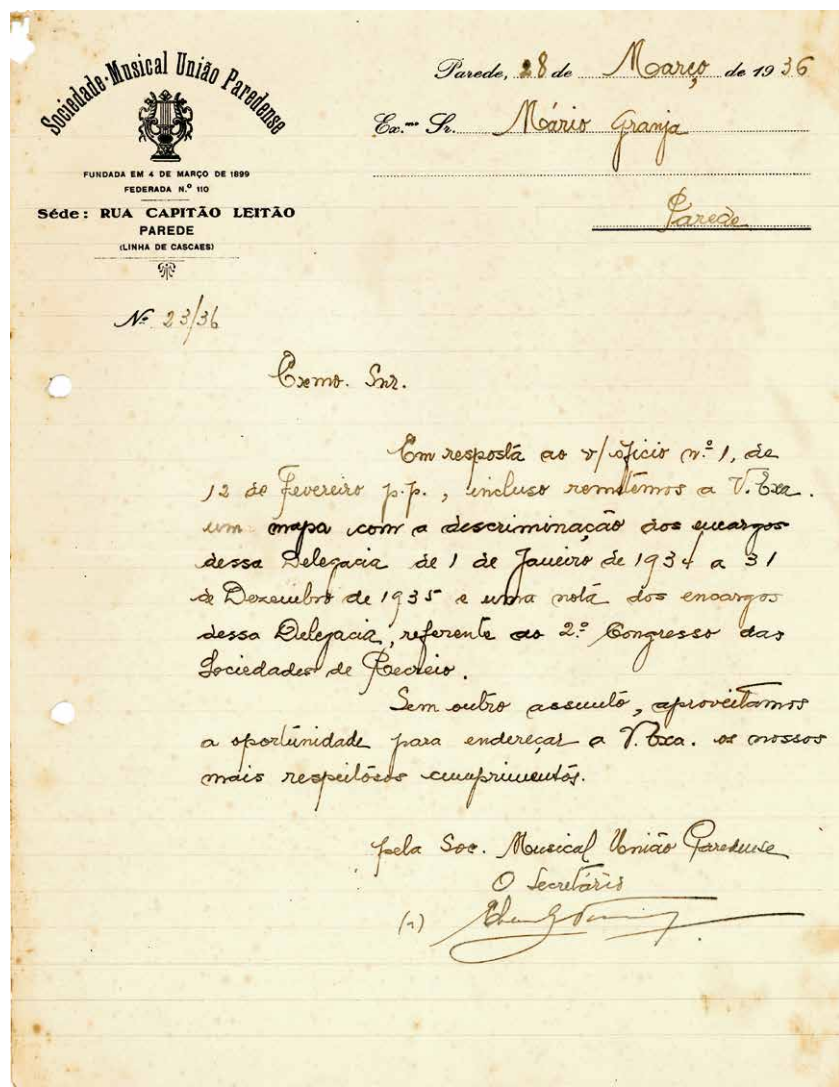 Sociedade-Musical União Paredense
FUNDADA EM 4 DE MARÇO DE 1899
FEDERADA N.º 110
Séde: RUA CAPITÃO LEITÃO
PAREDE
(LINHA DE CASCAES)
Parede, 28 de Março de 1936
Ex.mo Sr. Mário Granja
Parede
Nº 23/36
Exmo. Snr.
Em resposta ao v/ oficio n.º 1, de
12 de Fevereiro p.p., incluso remetemos a V. Exa.
um mapa com a descriminação dos encargos
dessa Delegacia de 1 de Janeiro de 1934 a 31
de Dezembro de 1935 e uma nota dos encargos
dessa Delegacia, referente ao 2.º Congresso das
Sociedades de Recreio.
Sem outro assunto, aproveitamos
a oportunidade para endereçar a V. Exa. os nossos
mais respeitósos cumprimentos.
pela Soc. Musical União Paredense
O Secretário
(a)